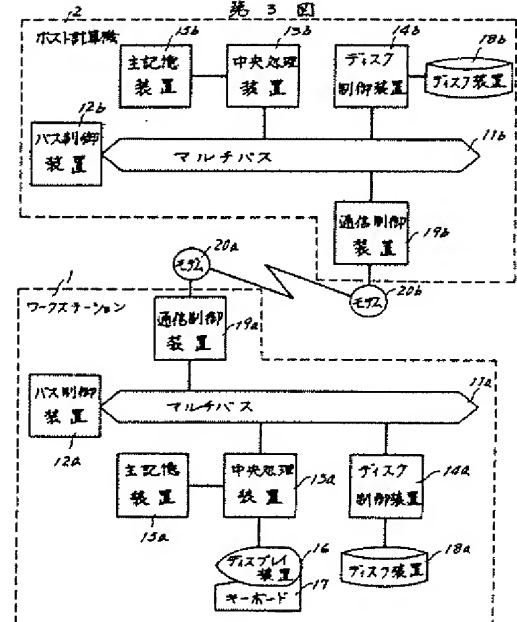 第 3 図
2
ホスト計算機
15b
主記憶
装置
13b
中央処理
装置
14b
ディスク
制御装置
18b
ディスク装置
12b
バス制御
装置
マルチバス
11b
通信制御
装置
19b
20a
モデム
モデム
20b
1
ワークステーション
通信制御
装置
19a
バス制御
装置
12a
マルチバス
11a
主記憶
装置
15a
中央処理
装置
13a
ディスク
制御装置
14a
ディスプレイ
装置
16
キーボード
17
ディスク装置
18a